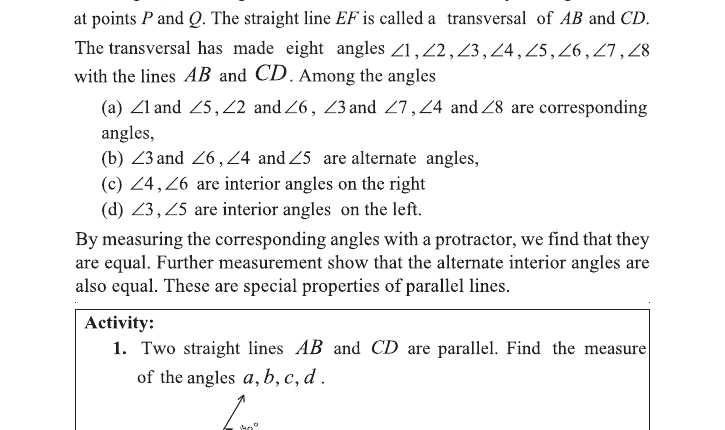 at points P and Q. The straight line EF is called a transversal of AB and CD.
The transversal has made eight angles ∠1, ∠2, ∠3, ∠4, ∠5, ∠6, ∠7, ∠8
with the lines AB and CD. Among the angles
(a) ∠1 and ∠5, ∠2 and ∠6, ∠3 and ∠7, ∠4 and ∠8 are corresponding
angles,
(b) ∠3 and ∠6, ∠4 and ∠5 are alternate angles,
(c) ∠4, ∠6 are interior angles on the right
(d) ∠3, ∠5 are interior angles on the left.
By measuring the corresponding angles with a protractor, we find that they
are equal. Further measurement show that the alternate interior angles are
also equal. These are special properties of parallel lines.
Activity:
1. Two straight lines AB and CD are parallel. Find the measure
of the angles a, b, c, d .